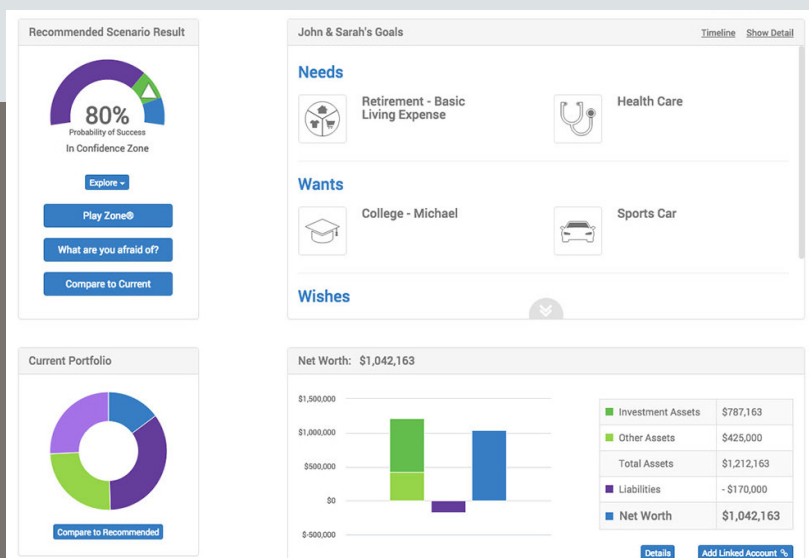 Recommended Scenario Result
80%
Probability of Success
In Confidence Zone
Explore
Play Zone®
What are you afraid of?
Compare to Current
John & Sarah's Goals
Timeline
Show Detail
Needs
Retirement - Basic
Living Expense
Health Care
Wants
College - Michael
Sports Car
Wishes
Current Portfolio
Compare to Recommended
Net Worth: $1,042,163
$1,500,000
$1,000,000
$500,000
$0
$-500,000
Investment Assets $787,163
Other Assets $425,000
Total Assets $1,212,163
Liabilities - $170,000
Net Worth $1,042,163
Details
Add Linked Account